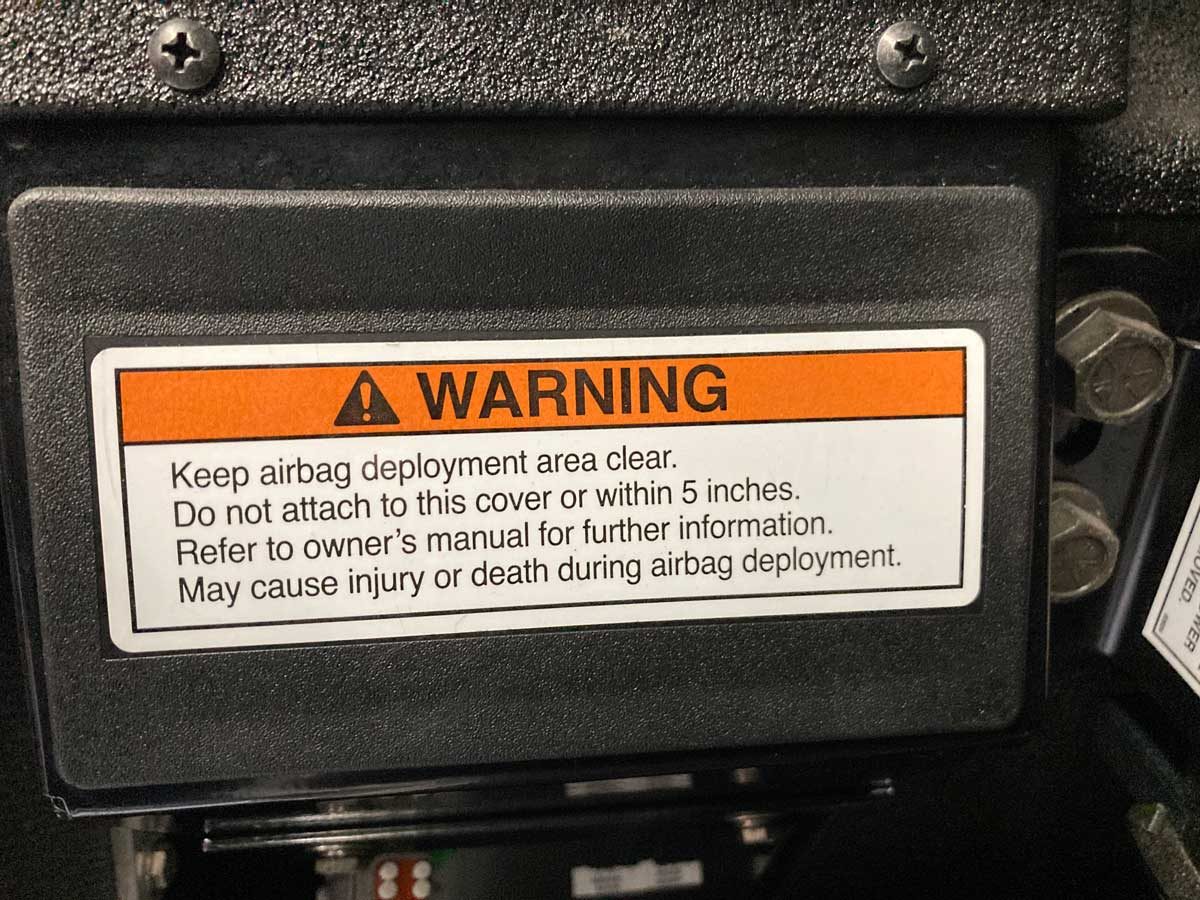 WARNING
Keep airbag deployment area clear.
Do not attach to this cover or within 5 inches.
Refer to owner's manual for further information.
May cause injury or death during airbag deployment.